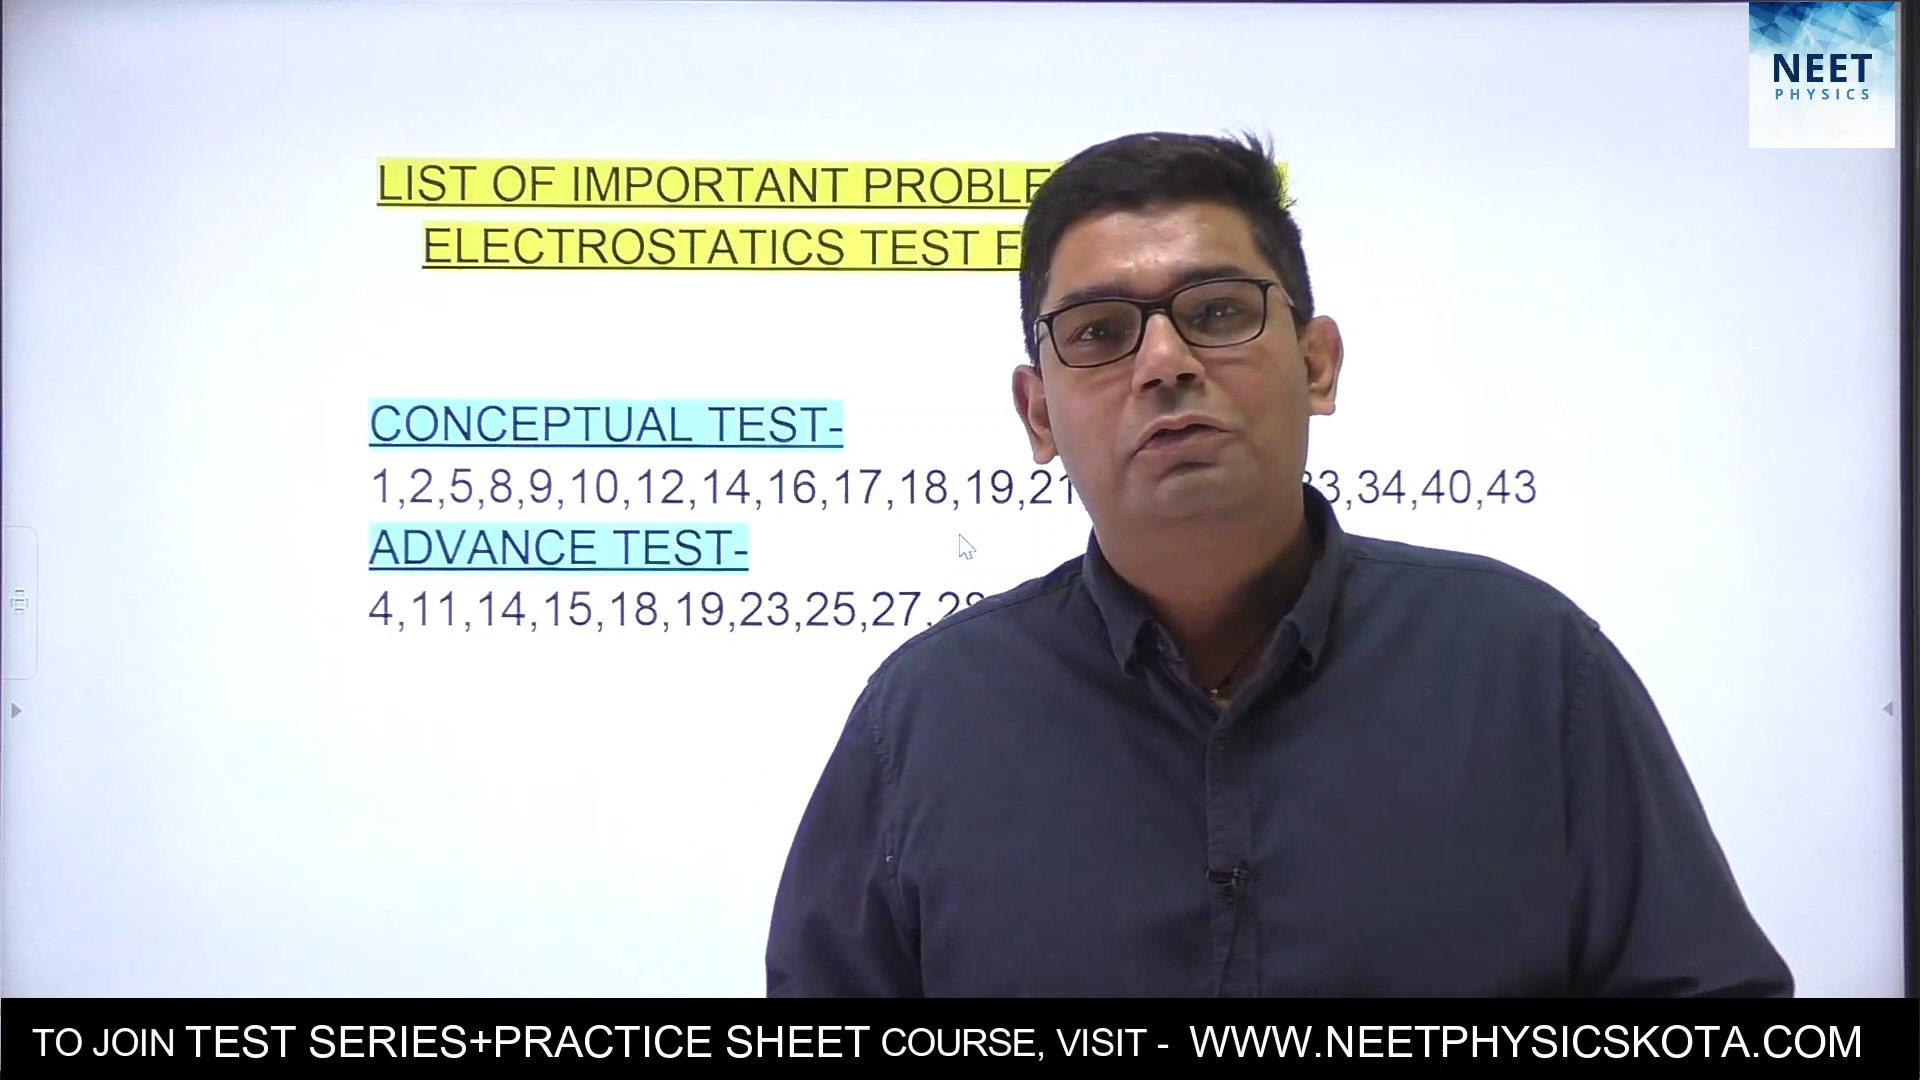 NEET
PHYSICS
LIST OF IMPORTANT
ELECTROSTATICS TEST
CONCEPTUAL TEST-
1,2,5,8,9,10,12,14,16,17,18,19,21 ,34,40,43
ADVANCE TEST-
4,11,14,15,18,19,23,25,27,
TO JOIN TEST SERIES+PRACTICE SHEET COURSE, VISIT - WWW.NEETPHYSICSKOTA.COM